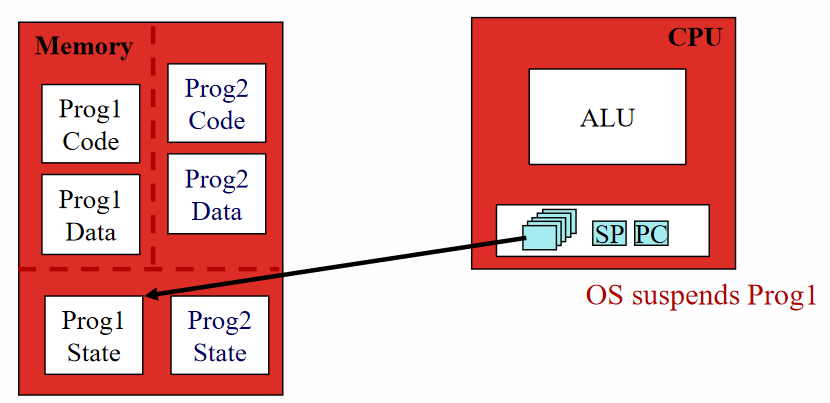 Memory
Prog1
Code
Prog2
Code
Prog1
Data
Prog2
Data
Prog1
State
Prog2
State
CPU
ALU
SP PC
OS suspends Prog1